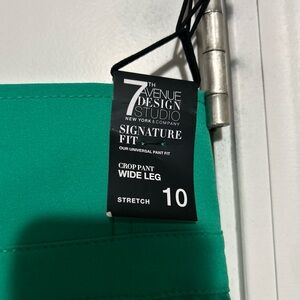 7TH
AVENUE
DESIGN
STUDIO
NEW YORK & COMPANY
SIGNATURE
FIT
OUR UNIVERSAL PANT FIT
CROP PANT
WIDE LEG
STRETCH 10